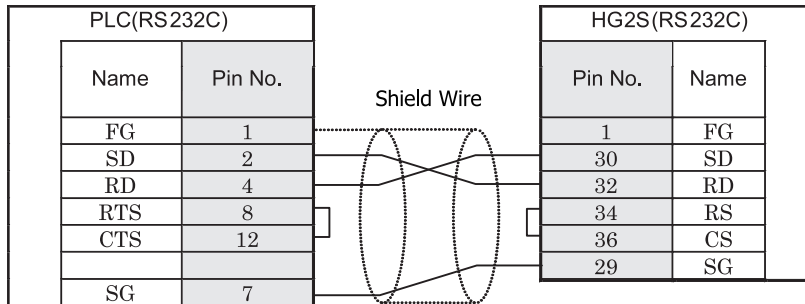 PLC(RS232C)
Name Pin No.
FG 1
SD 2
RD 4
RTS 8
CTS 12
SG 7
Shield Wire
HG2S(RS232C)
Pin No. Name
1 FG
30 SD
32 RD
34 RS
36 CS
29 SG